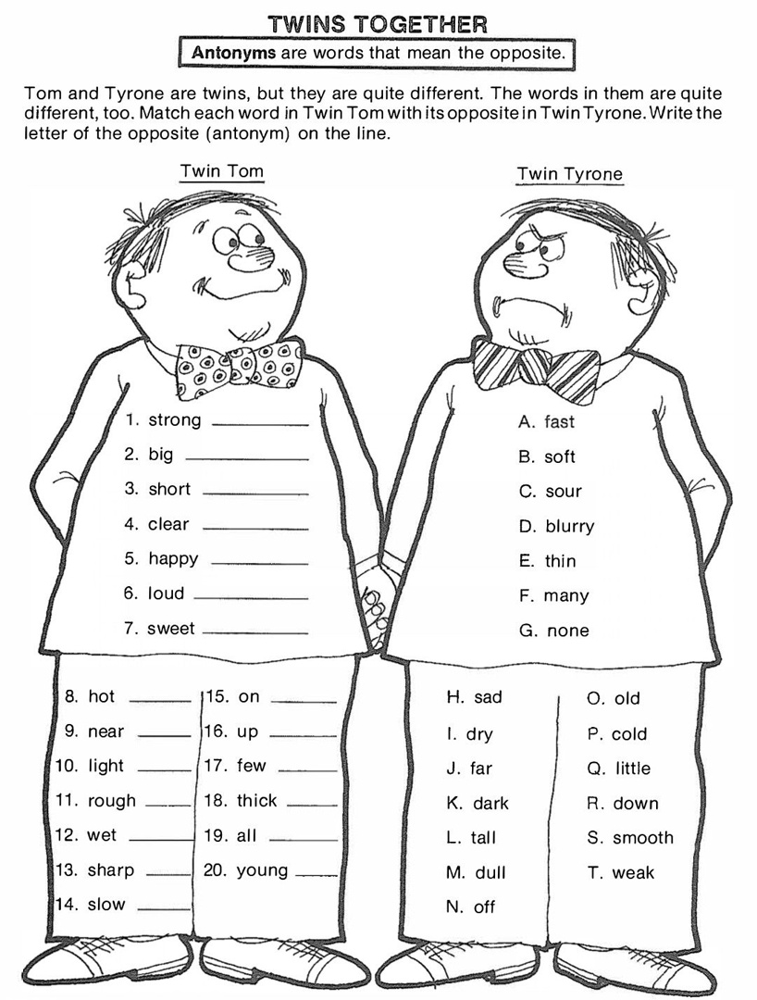 TWINS TOGETHER
Antonyms are words that mean the opposite.
Tom and Tyrone are twins, but they are quite different. The words in them are quite
different, too. Match each word in Twin Tom with its opposite in Twin Tyrone. Write the
letter of the opposite (antonym) on the line.
Twin Tom
1. strong
2. big
3. short
4. clear
5. happy
6. loud
7. sweet
8. hot
9. near
10. light
11. rough
12. wet
13. sharp
14. slow
15. on
16. up
17. few
18. thick
19. all
20. young
Twin Tyrone
A. fast
B. soft
C. sour
D. blurry
E. thin
F. many
G. none
H. sad
I. dry
J. far
K. dark
L. tall
M. dull
N. off
O. old
P. cold
Q. little
R. down
S. smooth
T. weak